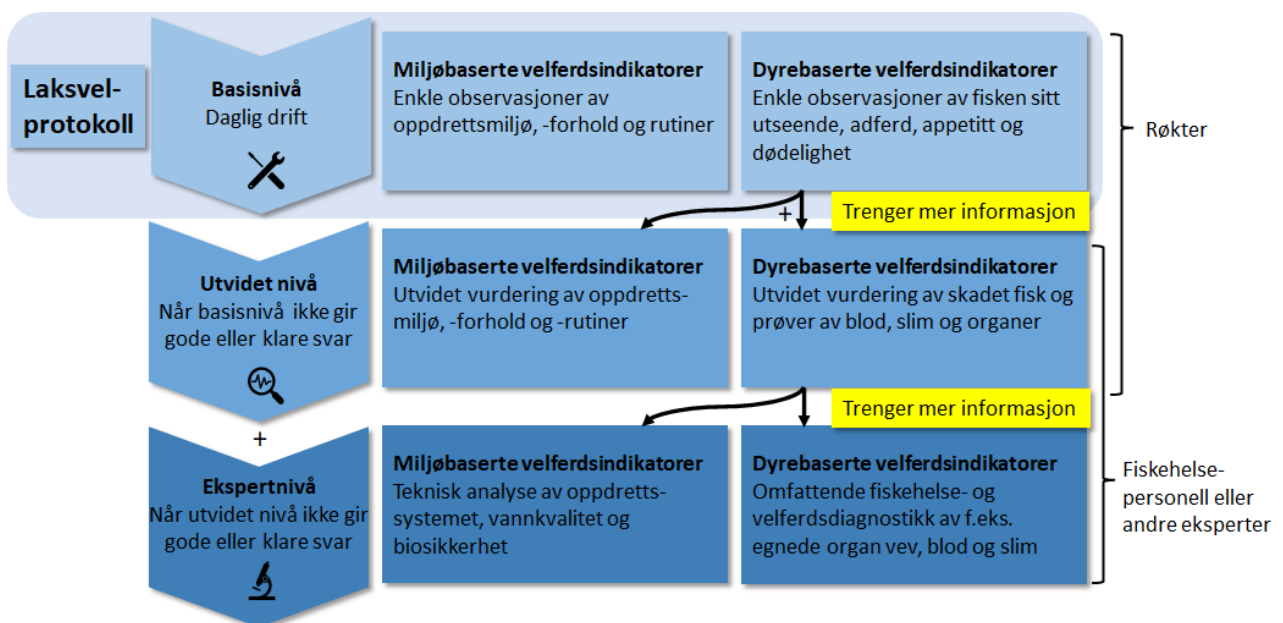 Laksvel-
protokoll
Basisnivå
Daglig drift
Miljøbaserte velferdsindikatorer
Enkle observasjoner av
oppdrettsmiljø, -forhold og rutiner
Dyrebaserte velferdsindikatorer
Enkle observasjoner av fisken sitt
utseende, adferd, appetitt og
dødelighet
Røkter
+
Trenger mer informasjon
Utvidet nivå
Når basisnivå ikke gir
gode eller klare svar
Miljøbaserte velferdsindikatorer
Utvidet vurdering av oppdretts-
miljø, -forhold og -rutiner
Dyrebaserte velferdsindikatorer
Utvidet vurdering av skadet fisk og
prøver av blod, slim og organer
Trenger mer informasjon
+
Ekspertnivå
Når utvidet nivå ikke gir
gode eller klare svar
Miljøbaserte velferdsindikatorer
Teknisk analyse av oppdretts-
systemet, vannkvalitet og
biosikkerhet
Dyrebaserte velferdsindikatorer
Omfattende fiskehelse- og
velferdsdiagnostikk av f.eks.
egnede organ vev, blod og slim
Fiskehelse-
personell eller
andre eksperter